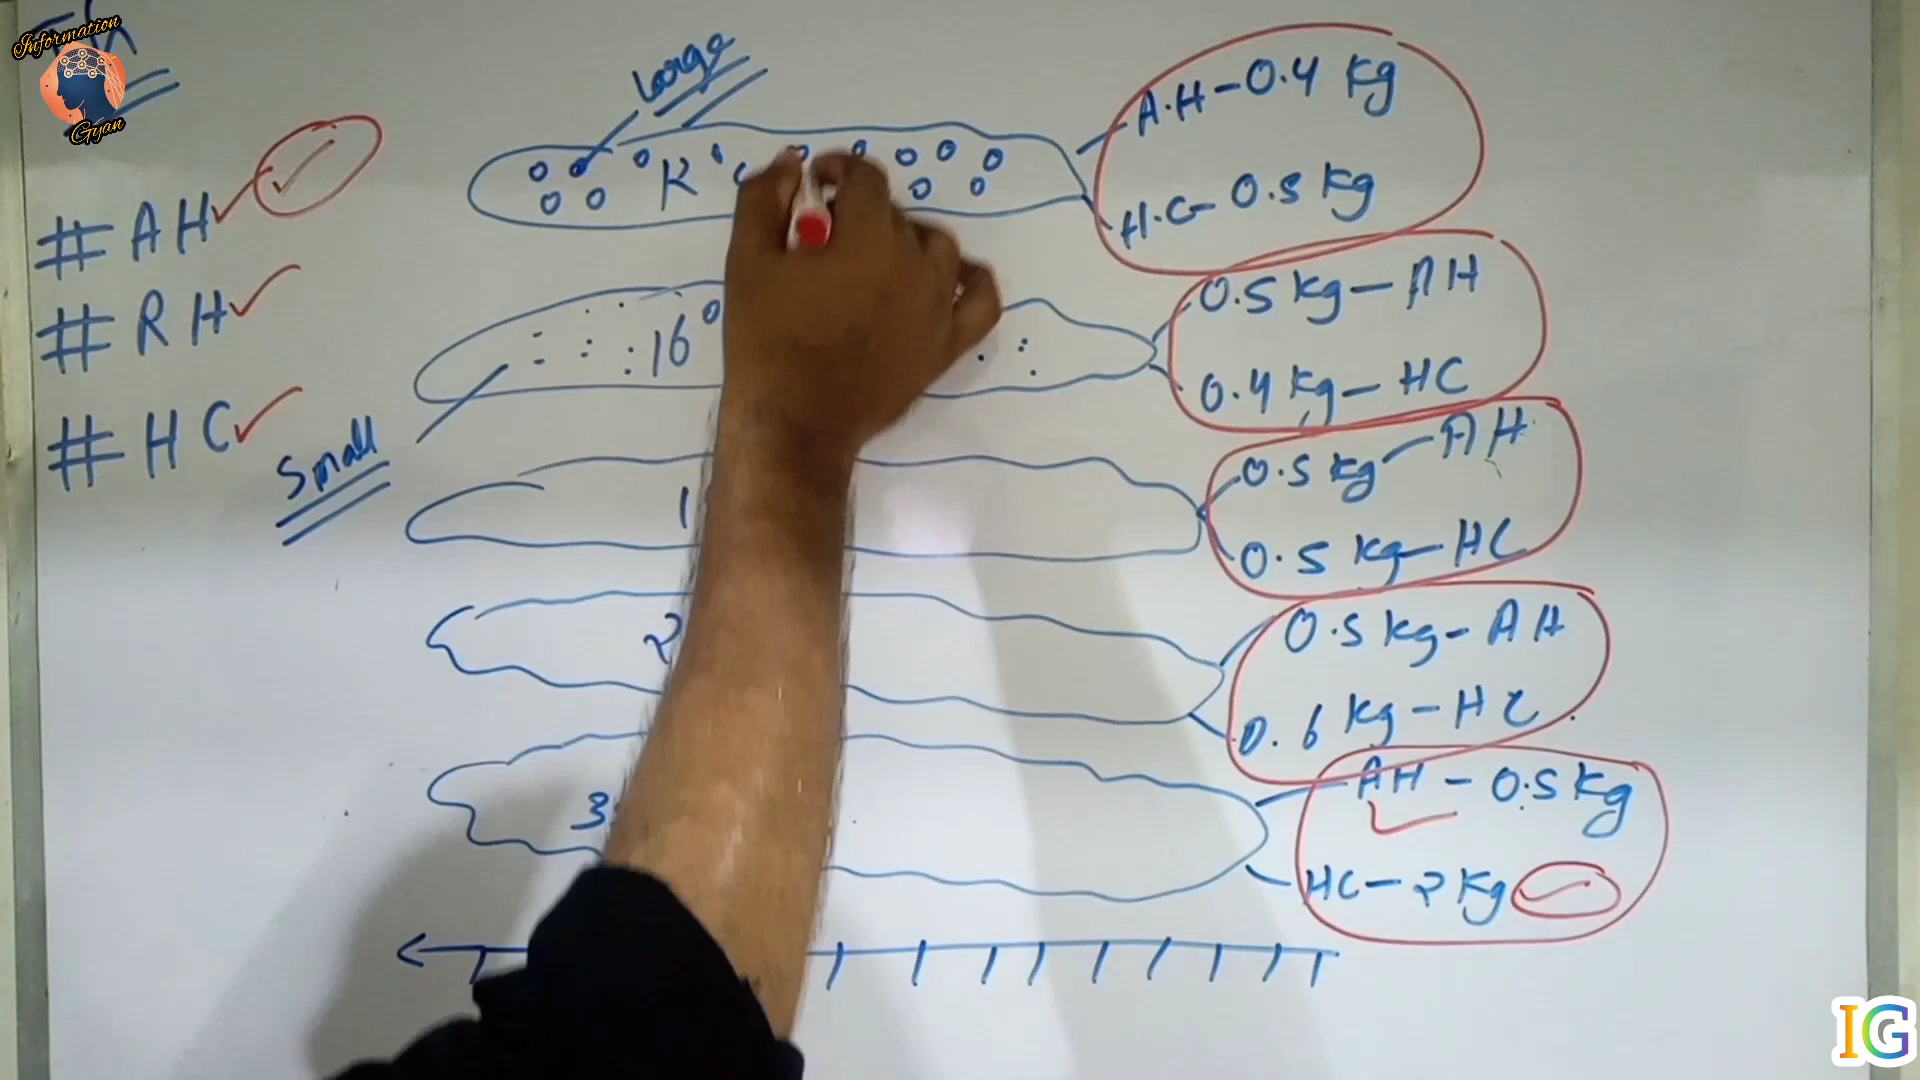 Information
Gyan
# AH
# RH
# HC
Large
Small
A.H-0.4 Kg
H.C-0.5 Kg
16°
0.5 Kg-AH
0.4 Kg-HC
0.5 Kg-AH
0.5 Kg-HC
0.5 Kg-AH
0.6 Kg-HC
AH-0.5 Kg
HC-2 Kg
IG